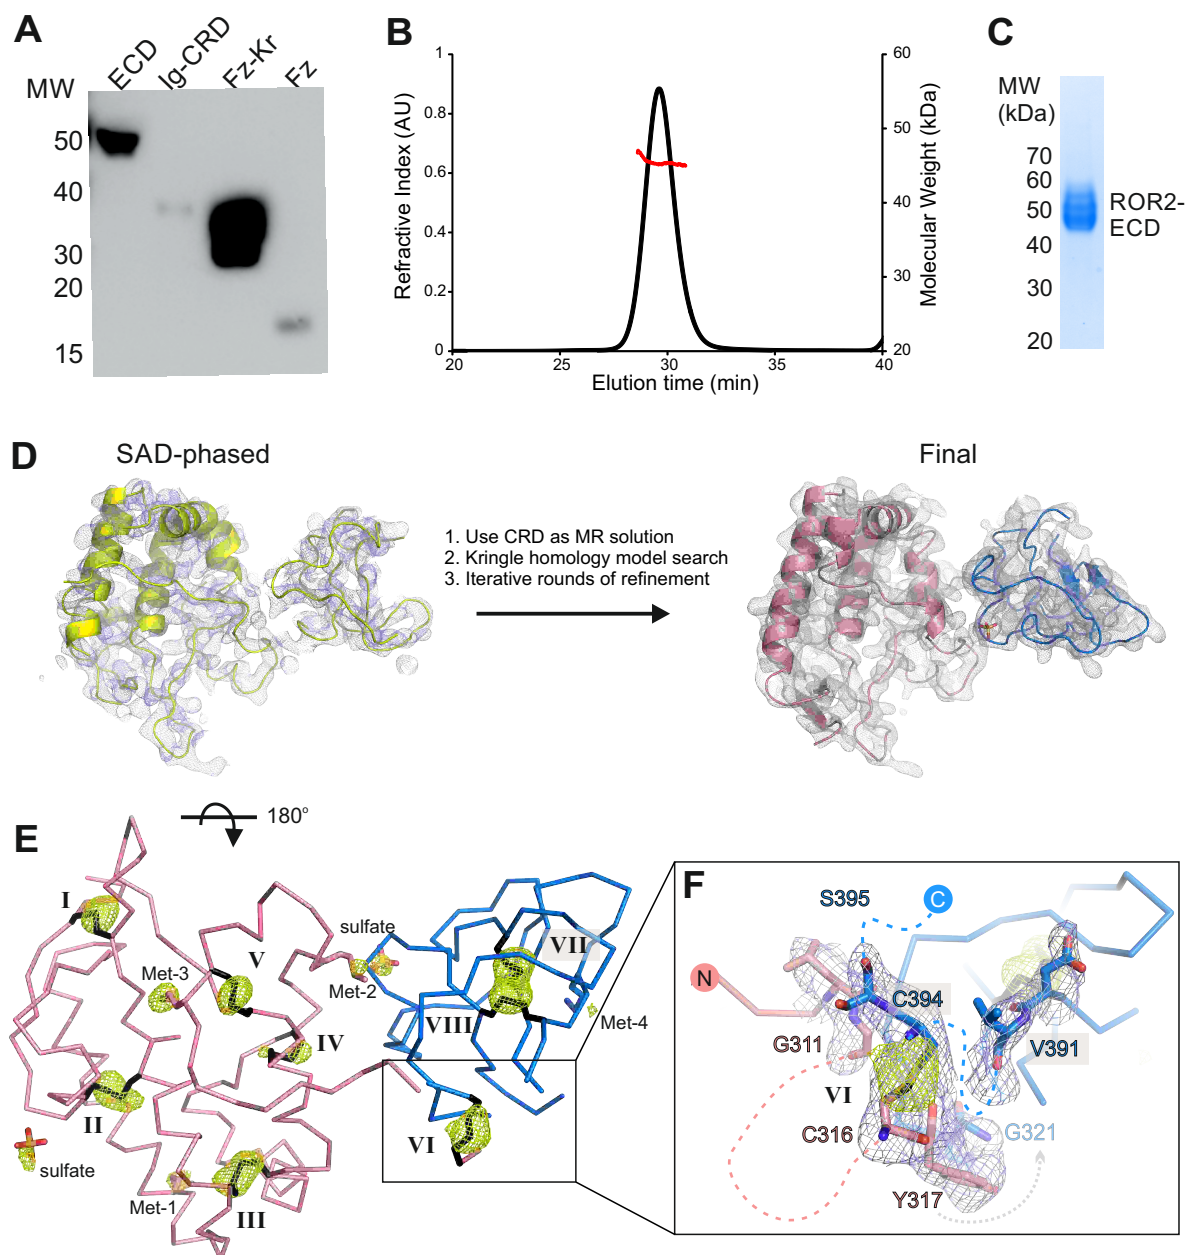 A
ECD
Ig-CRD
Fz-Kr
Fz
MW
50
40
30
20
15
B
Refractive Index (AU)
1
0.8
0.6
0.4
0.2
0
20
25
30
35
40
Elution time (min)
60
50
40
30
20
Molecular Weight (kDa)
C
MW
(kDa)
70
60
50
40
30
20
ROR2-
ECD
D
SAD-phased
Final
1. Use CRD as MR solution
2. Kringle homology model search
3. Iterative rounds of refinement
180°
E
I
V
Met-3
IV
II
sulfate
Met-1
III
sulfate
Met-2
VII
VIII
Met-4
VI
F
S395
C
N
C394
G311
V391
VI
C316
G321
Y317